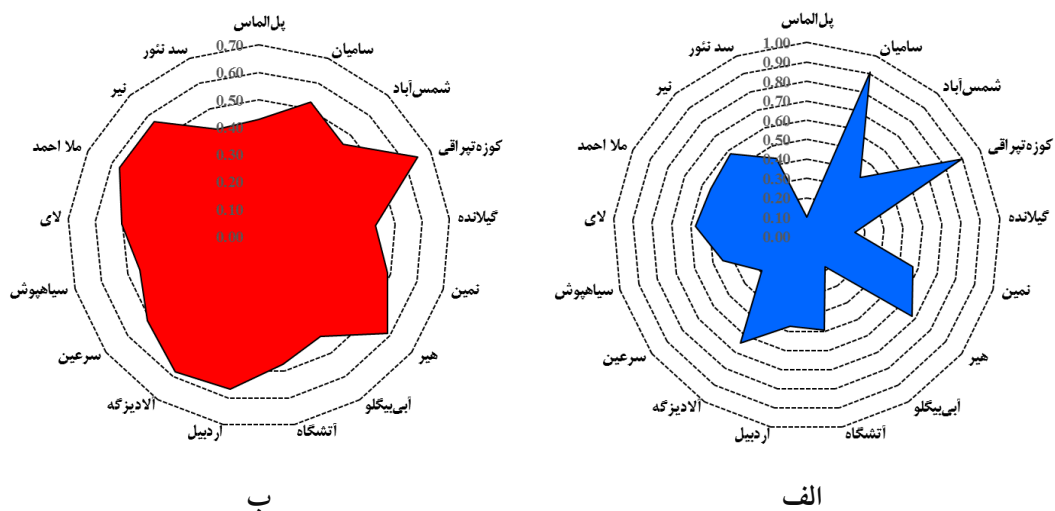 پل‌الماس
سامیان
شمس‌آباد
کوزه‌تپراقی
گیلانده
نمین
هیر
آبی‌بیگلو
آتشگاه
اردبیل
آلادیزگه
سرعین
سیاهپوش
لای
ملا احمد
نیر
سد نئور
1.00
0.90
0.80
0.70
0.60
0.50
0.40
0.30
0.20
0.10
0.00
الف
پل‌الماس
سامیان
شمس‌آباد
کوزه‌تپراقی
گیلانده
نمین
هیر
آبی‌بیگلو
آتشگاه
اردبیل
آلادیزگه
سرعین
سیاهپوش
لای
ملا احمد
نیر
سد نئور
0.70
0.60
0.50
0.40
0.30
0.20
0.10
0.00
ب